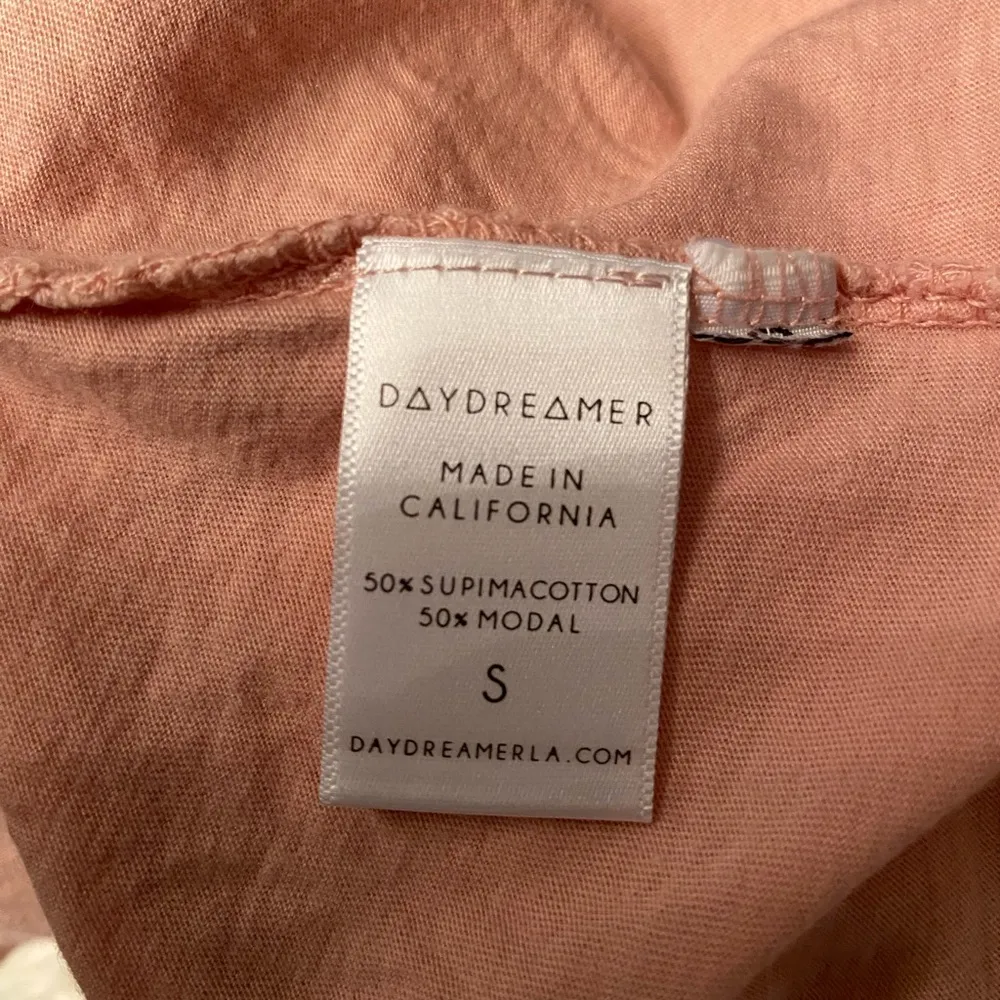 DAYDREAMER
MADE IN
CALIFORNIA
50% SUPIMACOTTON
50% MODAL
S
DAYDREAMERLA.COM